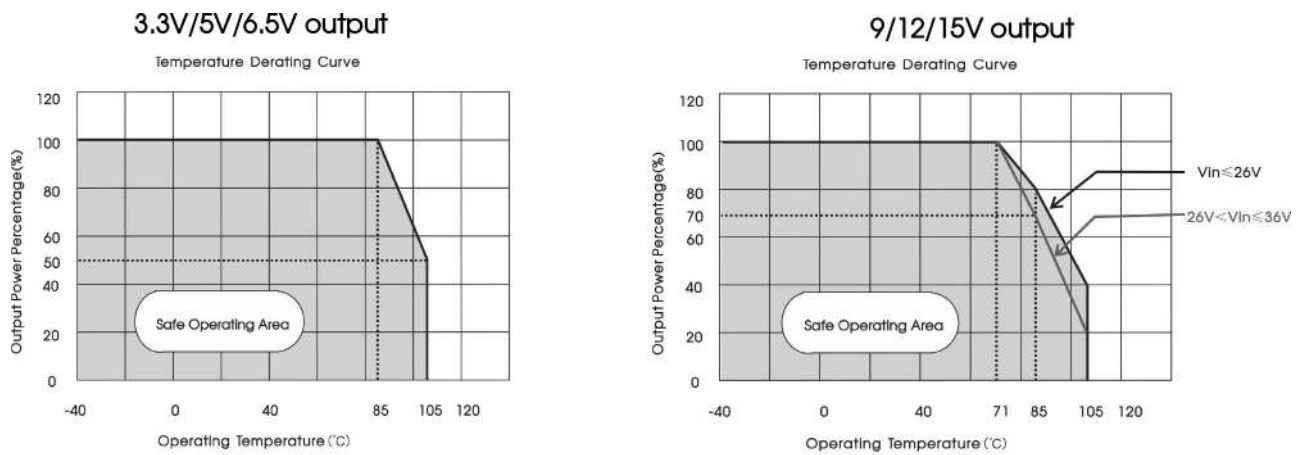 3.3V/5V/6.5V output
Temperature Derating Curve
Output Power Percentage(%)
120
100
80
60
50
40
20
0
Safe Operating Area
-40
0
40
85
105
120
Operating Temperature(℃)
9/12/15V output
Temperature Derating Curve
Output Power Percentage(%)
120
100
80
70
60
40
20
0
Vin≤26V
26V<Vin≤36V
Safe Operating Area
-40
0
40
71
85
105
120
Operating Temperature(℃)